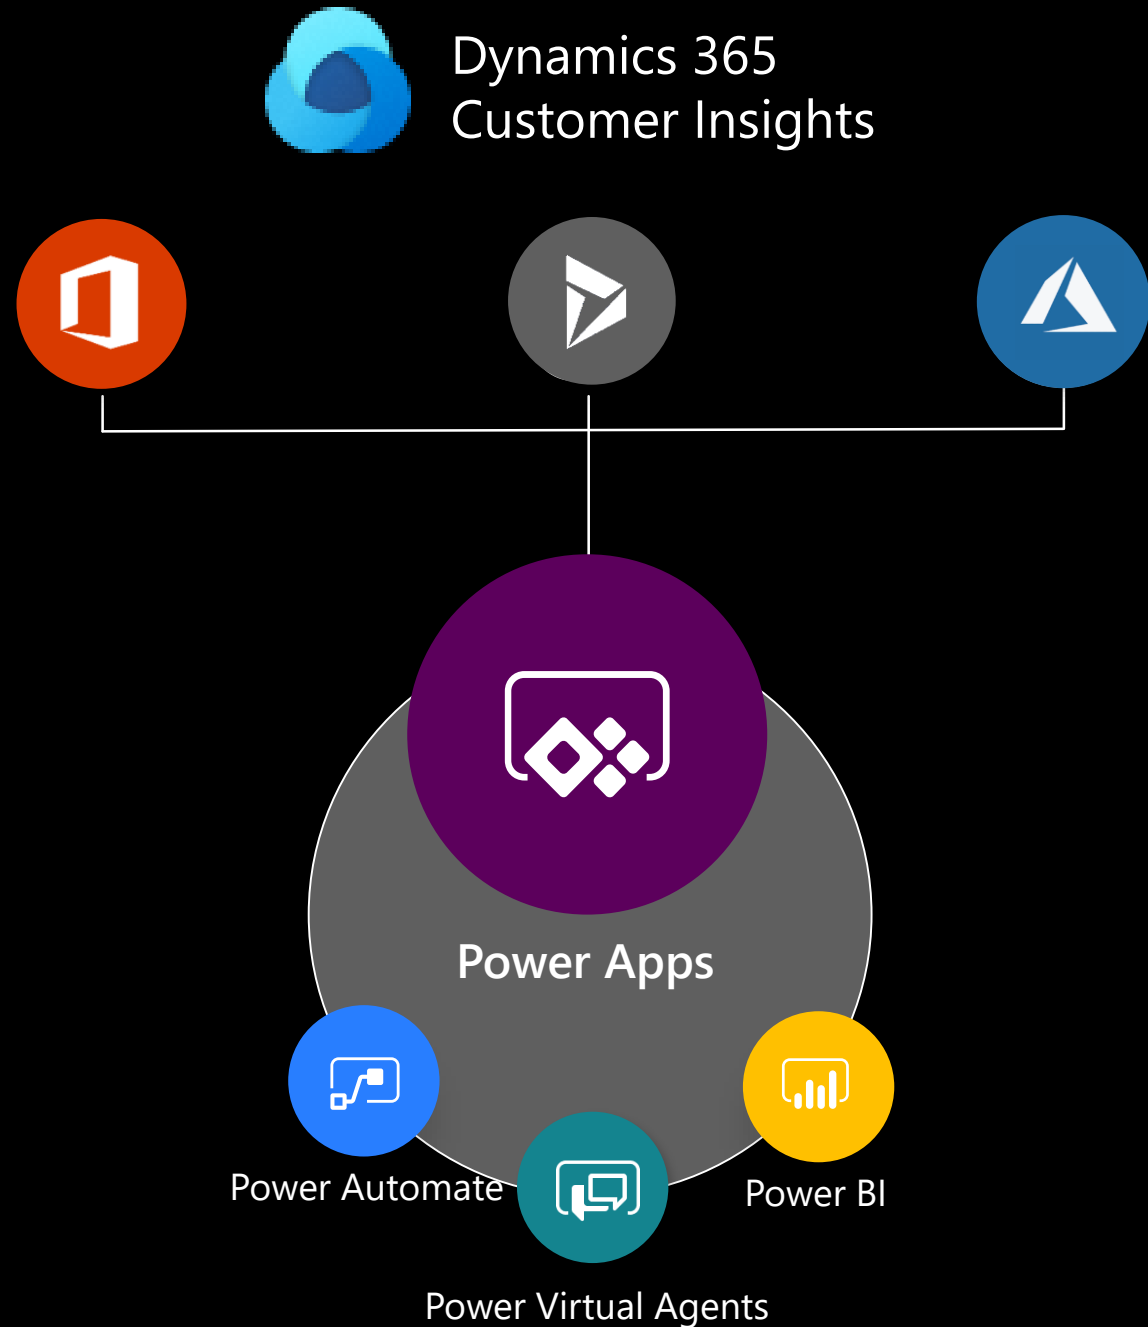 Dynamics 365
Customer Insights
Power Apps
Power Automate
Power BI
Power Virtual Agents